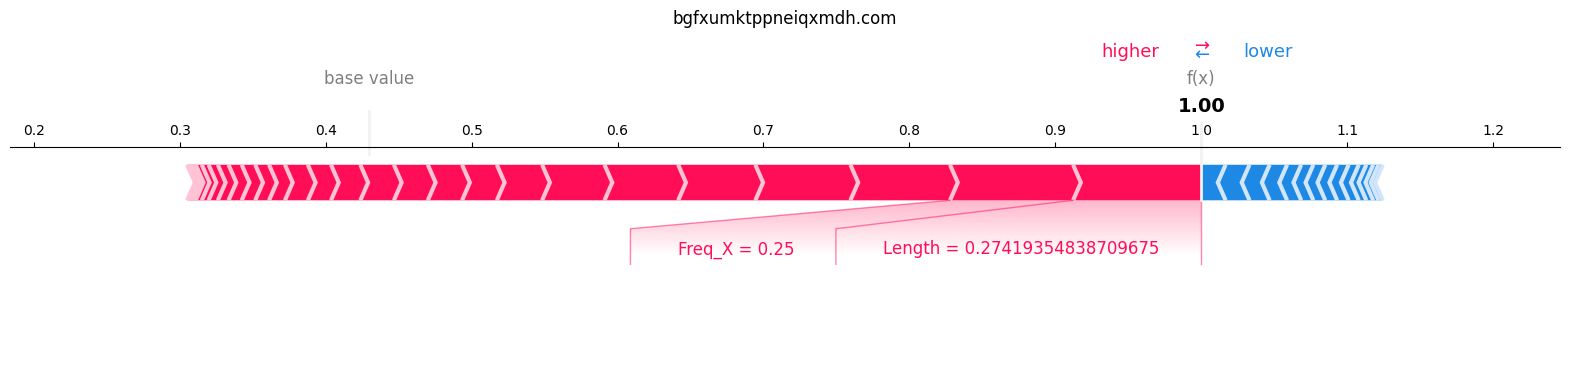 bgfxumktppneiqxmdh.com
higher ⇄ lower
base value f(x)
1.00
0.2 0.3 0.4 0.5 0.6 0.7 0.8 0.9 1.0 1.1 1.2
Freq_X = 0.25 Length = 0.27419354838709675